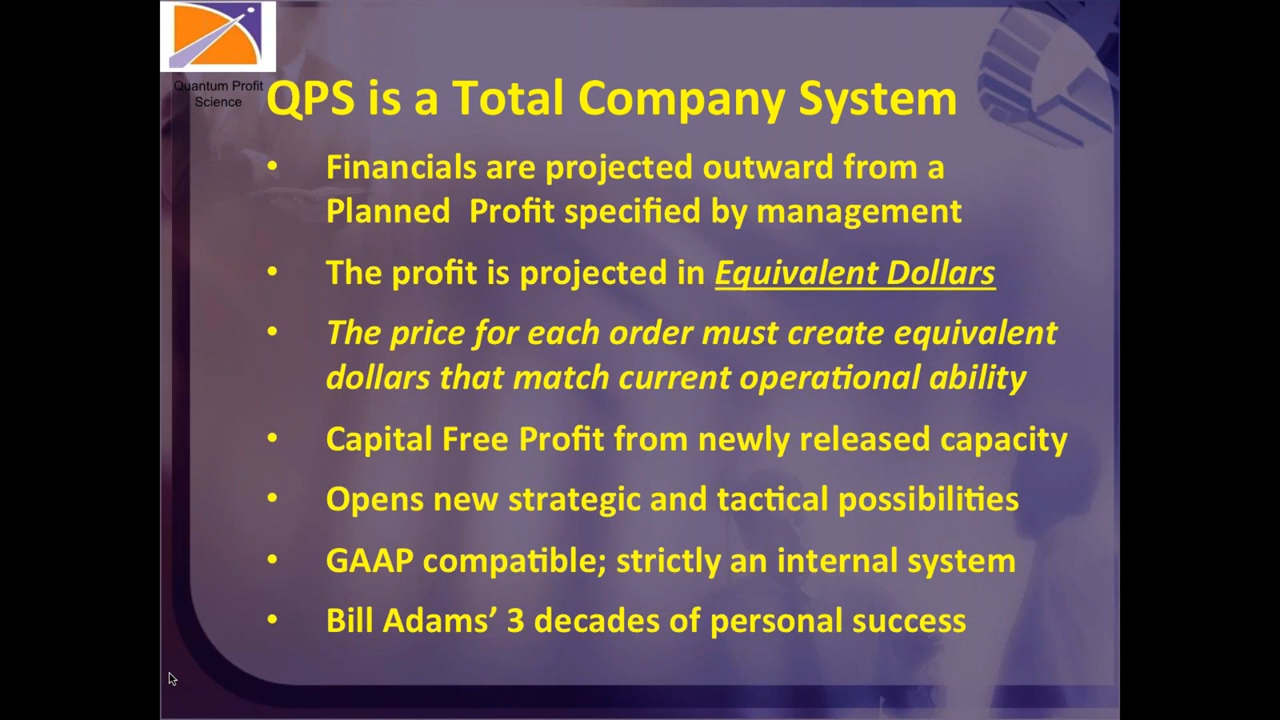 Quantum Profit
Science
QPS is a Total Company System
• Financials are projected outward from a
Planned  Profit specified by management
• The profit is projected in Equivalent Dollars
• The price for each order must create equivalent
dollars that match current operational ability
• Capital Free Profit from newly released capacity
• Opens new strategic and tactical possibilities
• GAAP compatible; strictly an internal system
• Bill Adams’ 3 decades of personal success